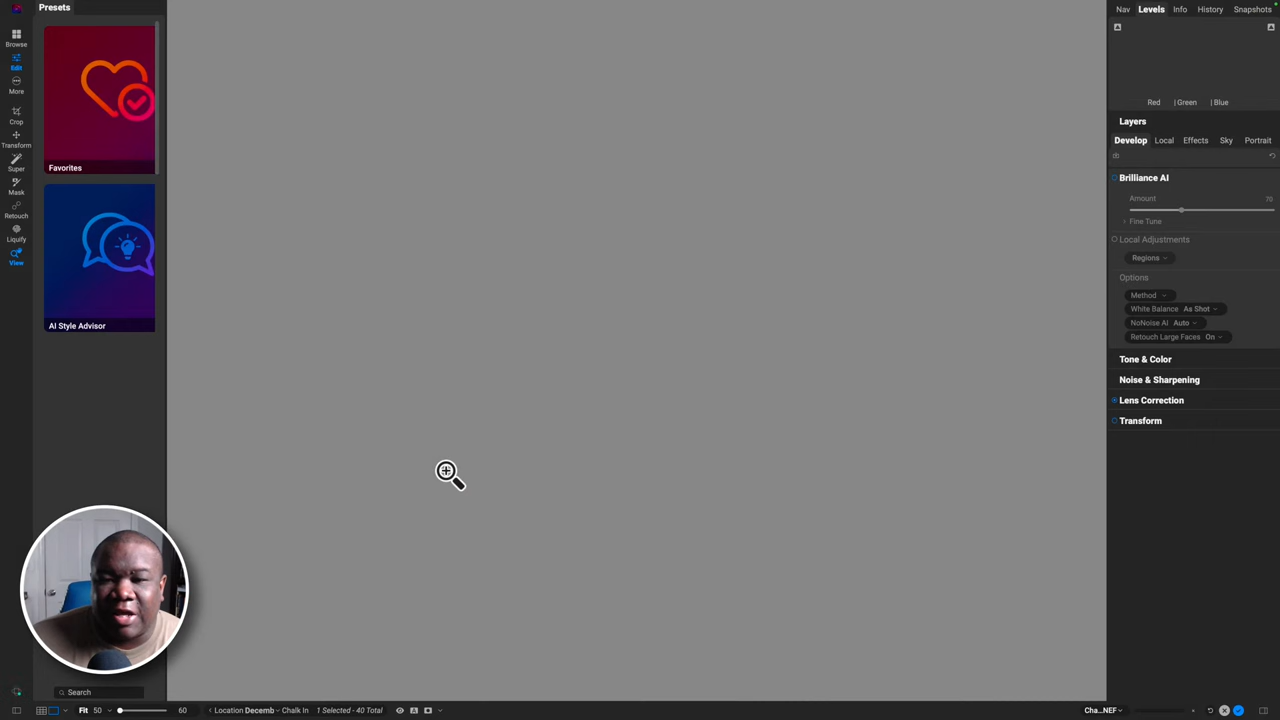 Presets
Nav Levels Info History Snapshots
Browse
Edit
More
Crop
Transform
Super
Mask
Retouch
Liquify
View
Favorites
AI Style Advisor
Search
Red | Green | Blue
Layers
Develop Local Effects Sky Portrait
Brilliance AI
Amount 70
Fine Tune
Local Adjustments
Regions
Options
Method
White Balance As Shot
NoNoise AI Auto
Retouch Large Faces On
Tone & Color
Noise & Sharpening
Lens Correction
Transform
Fit 50 60 Location Decemb Chalk In 1 Selected - 40 Total Cha...NEF